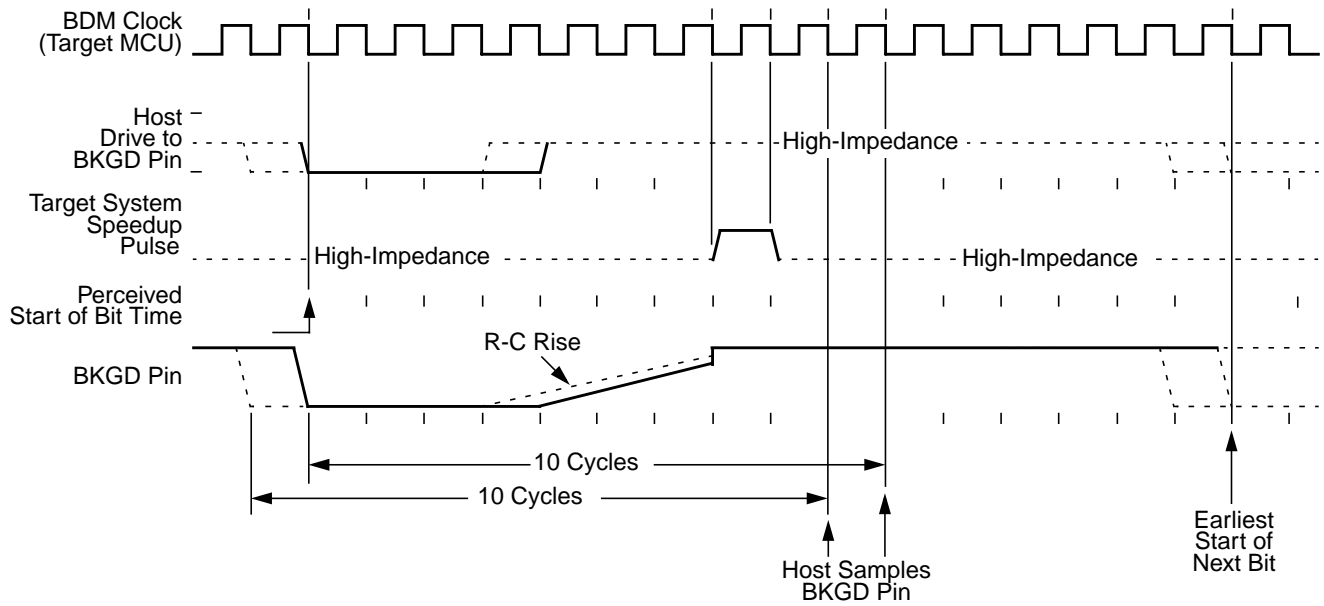 BDM Clock
(Target MCU)
Host
Drive to
BKGD Pin
High-Impedance
Target System
Speedup
Pulse
High-Impedance
High-Impedance
Perceived
Start of Bit Time
R-C Rise
BKGD Pin
10 Cycles
10 Cycles
Earliest
Start of
Next Bit
Host Samples
BKGD Pin